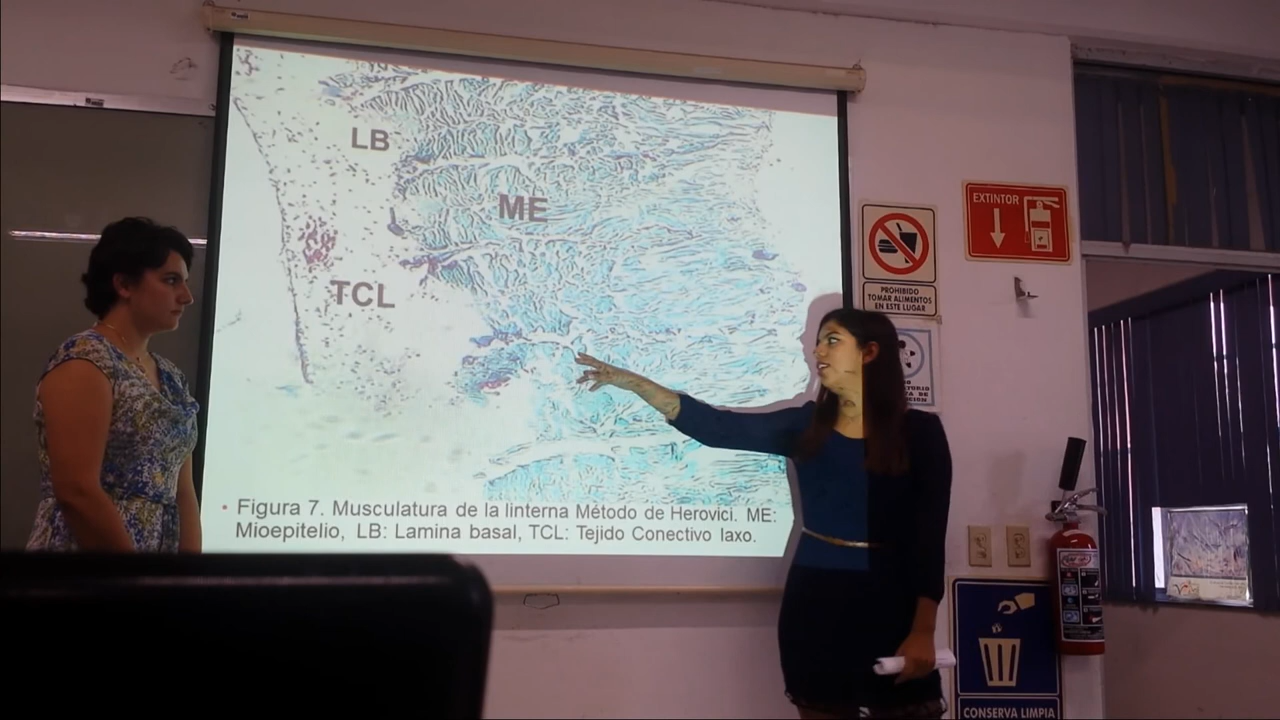 LB
ME
TCL
• Figura 7. Musculatura de la linterna Método de Herovici. ME:
Mioepitelio, LB: Lamina basal, TCL: Tejido Conectivo laxo.
EXTINTOR
PROHIBIDO
TOMAR ALIMENTOS
EN ESTE LUGAR
CONSERVA LIMPIA